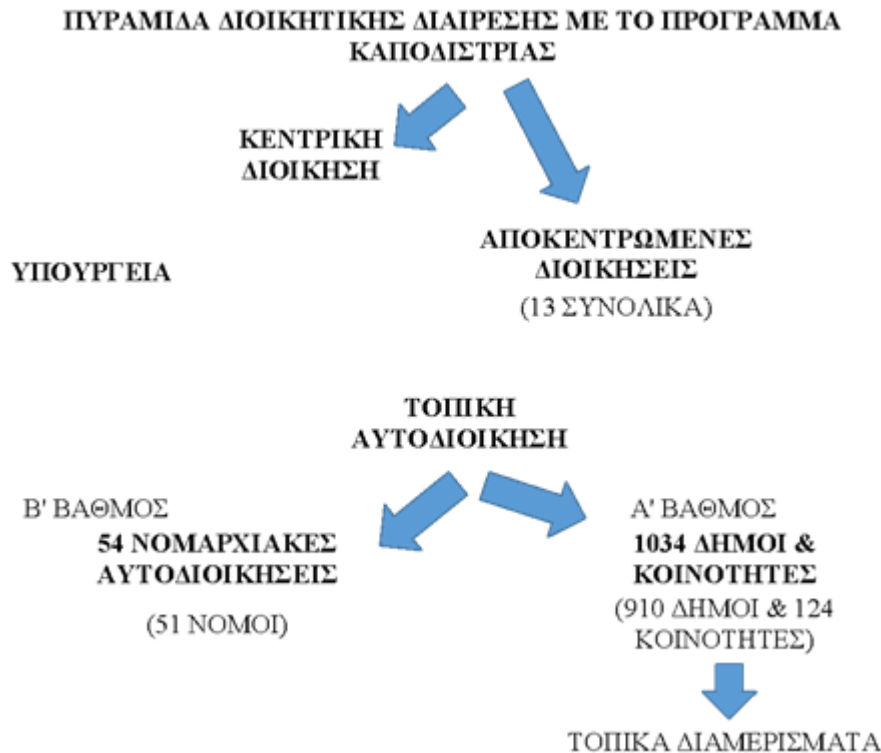 ΠΥΡΑΜΙΔΑ ΔΙΟΙΚΗΤΙΚΗΣ ΔΙΑΙΡΕΣΗΣ ΜΕ ΤΟ ΠΡΟΓΡΑΜΜΑ
ΚΑΠΟΔΙΣΤΡΙΑΣ
ΚΕΝΤΡΙΚΗ
ΔΙΟΙΚΗΣΗ
ΥΠΟΥΡΓΕΙΑ
ΑΠΟΚΕΝΤΡΩΜΕΝΕΣ
ΔΙΟΙΚΗΣΕΙΣ
(13 ΣΥΝΟΛΙΚΑ)
ΤΟΠΙΚΗ
ΑΥΤΟΔΙΟΙΚΗΣΗ
Β' ΒΑΘΜΟΣ
54 ΝΟΜΑΡΧΙΑΚΕΣ
ΑΥΤΟΔΙΟΙΚΗΣΕΙΣ
(51 ΝΟΜΟΙ)
Α' ΒΑΘΜΟΣ
1034 ΔΗΜΟΙ &
ΚΟΙΝΟΤΗΤΕΣ
(910 ΔΗΜΟΙ & 124
ΚΟΙΝΟΤΗΤΕΣ)
ΤΟΠΙΚΑ ΔΙΑΜΕΡΙΣΜΑΤΑ